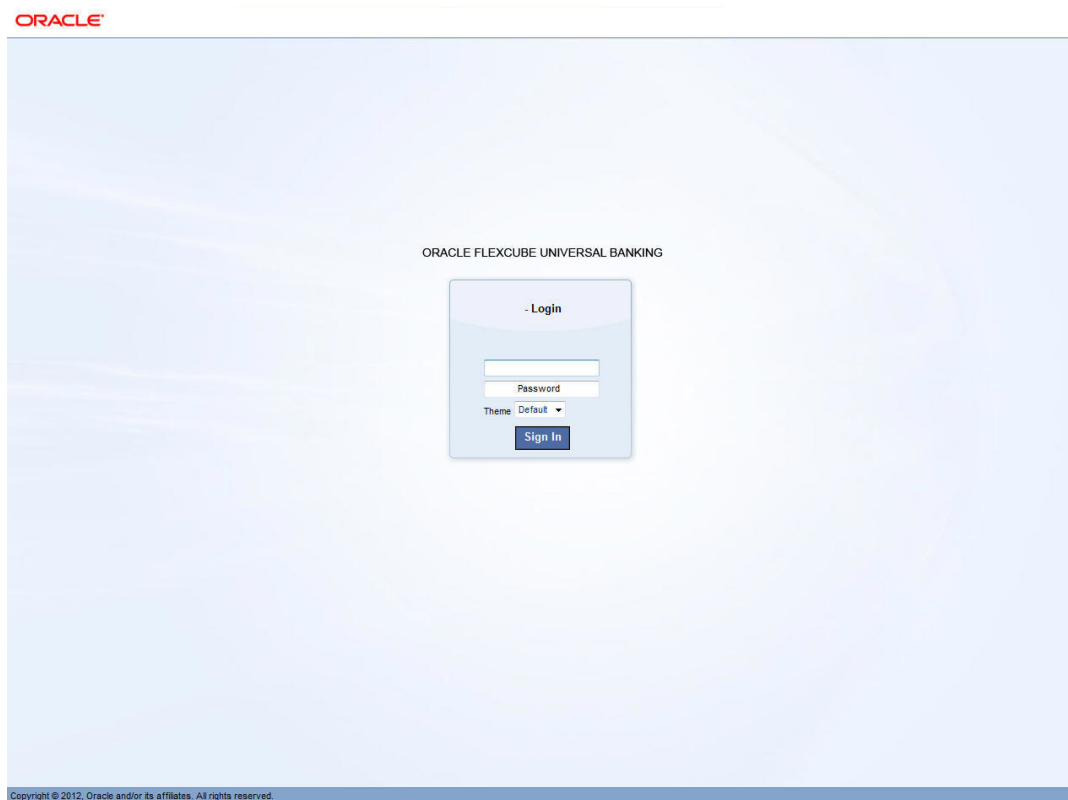 ORACLE
ORACLE FLEXCUBE UNIVERSAL BANKING
- Login
Password
Theme Default
Sign In
Copyright © 2012, Oracle and/or its affiliates. All rights reserved.